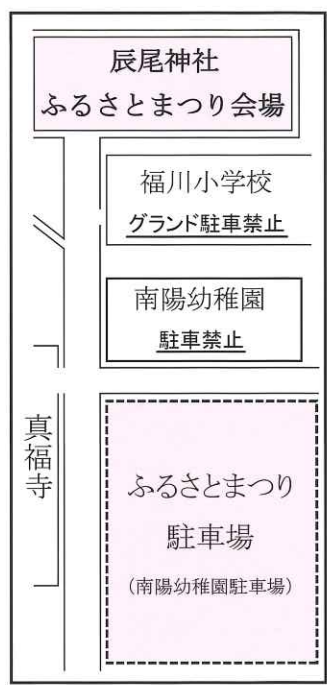 辰尾神社
ふるさとまつり会場
福川小学校
グランド駐車禁止
南陽幼稚園
駐車禁止
真福寺
ふるさとまつり
駐車場
(南陽幼稚園駐車場)